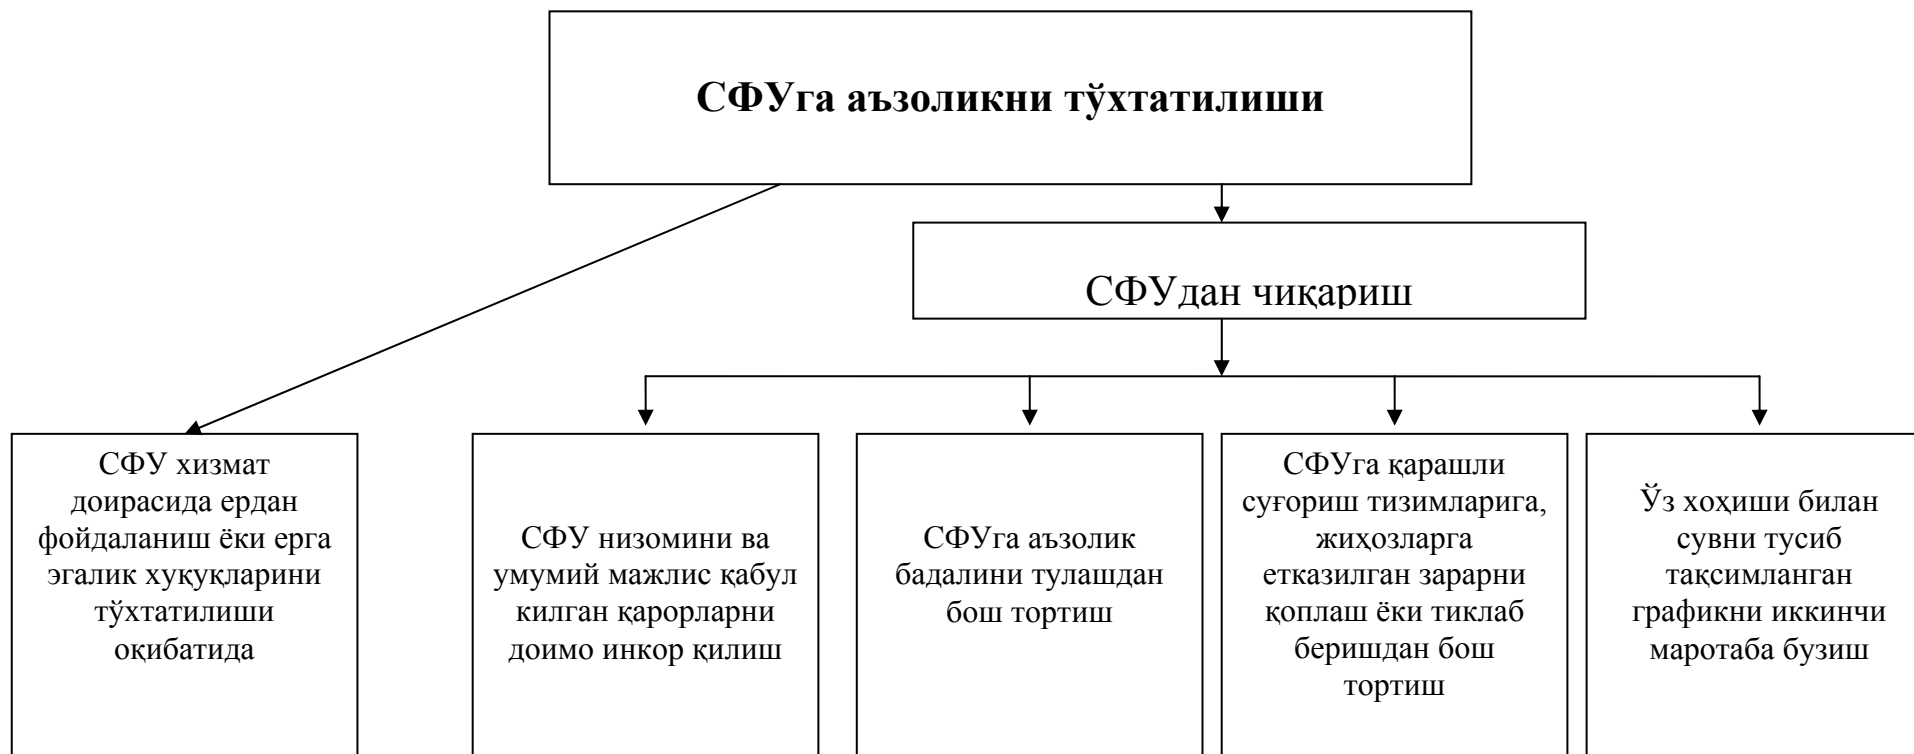 СФУга аъзоликни тўхтатилиши
СФУдан чиқариш
СФУ хизмат
доирасида ердан
фойдаланиш ёки ерга
эгалик хуқуқларини
тўхтатилиши
оқибатида
СФУ низомини ва
умумий мажлис қабул
килган қарорларни
доимо инкор қилиш
СФУга аъзолик
бадалини тулашдан
бош тортиш
СФУга қарашли
суғориш тизимларига,
жиҳозларга
етказилган зарарни
қоплаш ёки тиклаб
беришдан бош
тортиш
Ўз хоҳиши билан
сувни тусиб
тақсимланган
графикни иккинчи
маротаба бузиш